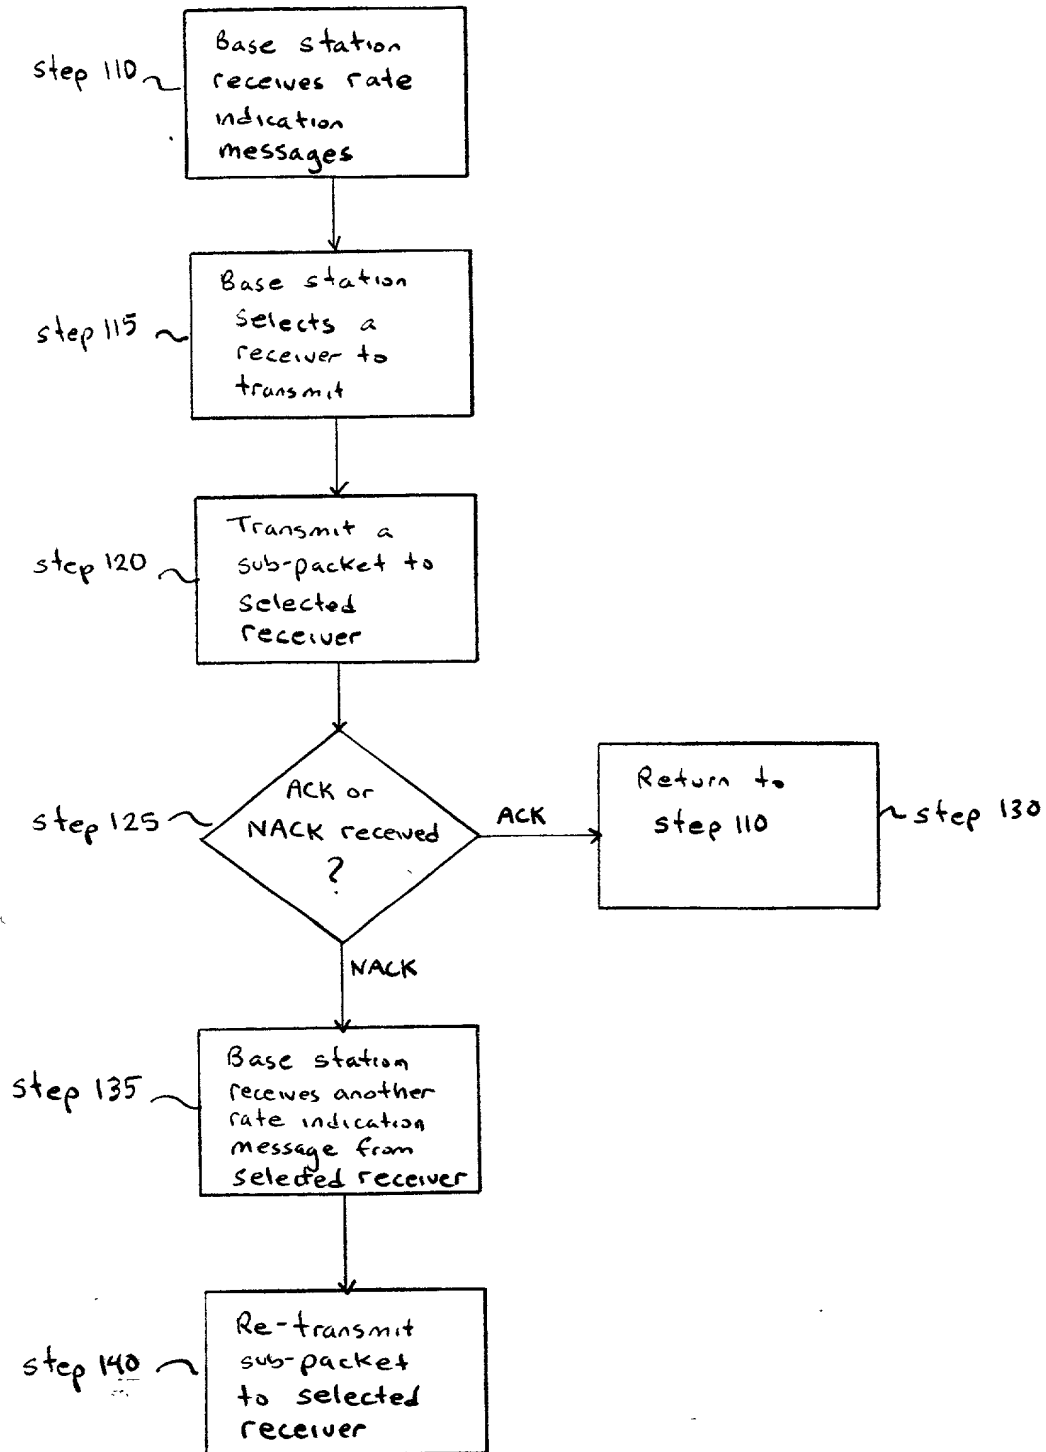 step 110
Base station
receives rate
indication
messages
step 115
Base station
selects a
receiver to
transmit
step 120
Transmit a
sub-packet to
selected
receiver
step 125
ACK or
NACK received
?
ACK
Return to
step 110
step 130
NACK
step 135
Base station
receives another
rate indication
message from
selected receiver
step 140
Re-transmit
sub-packet
to selected
receiver